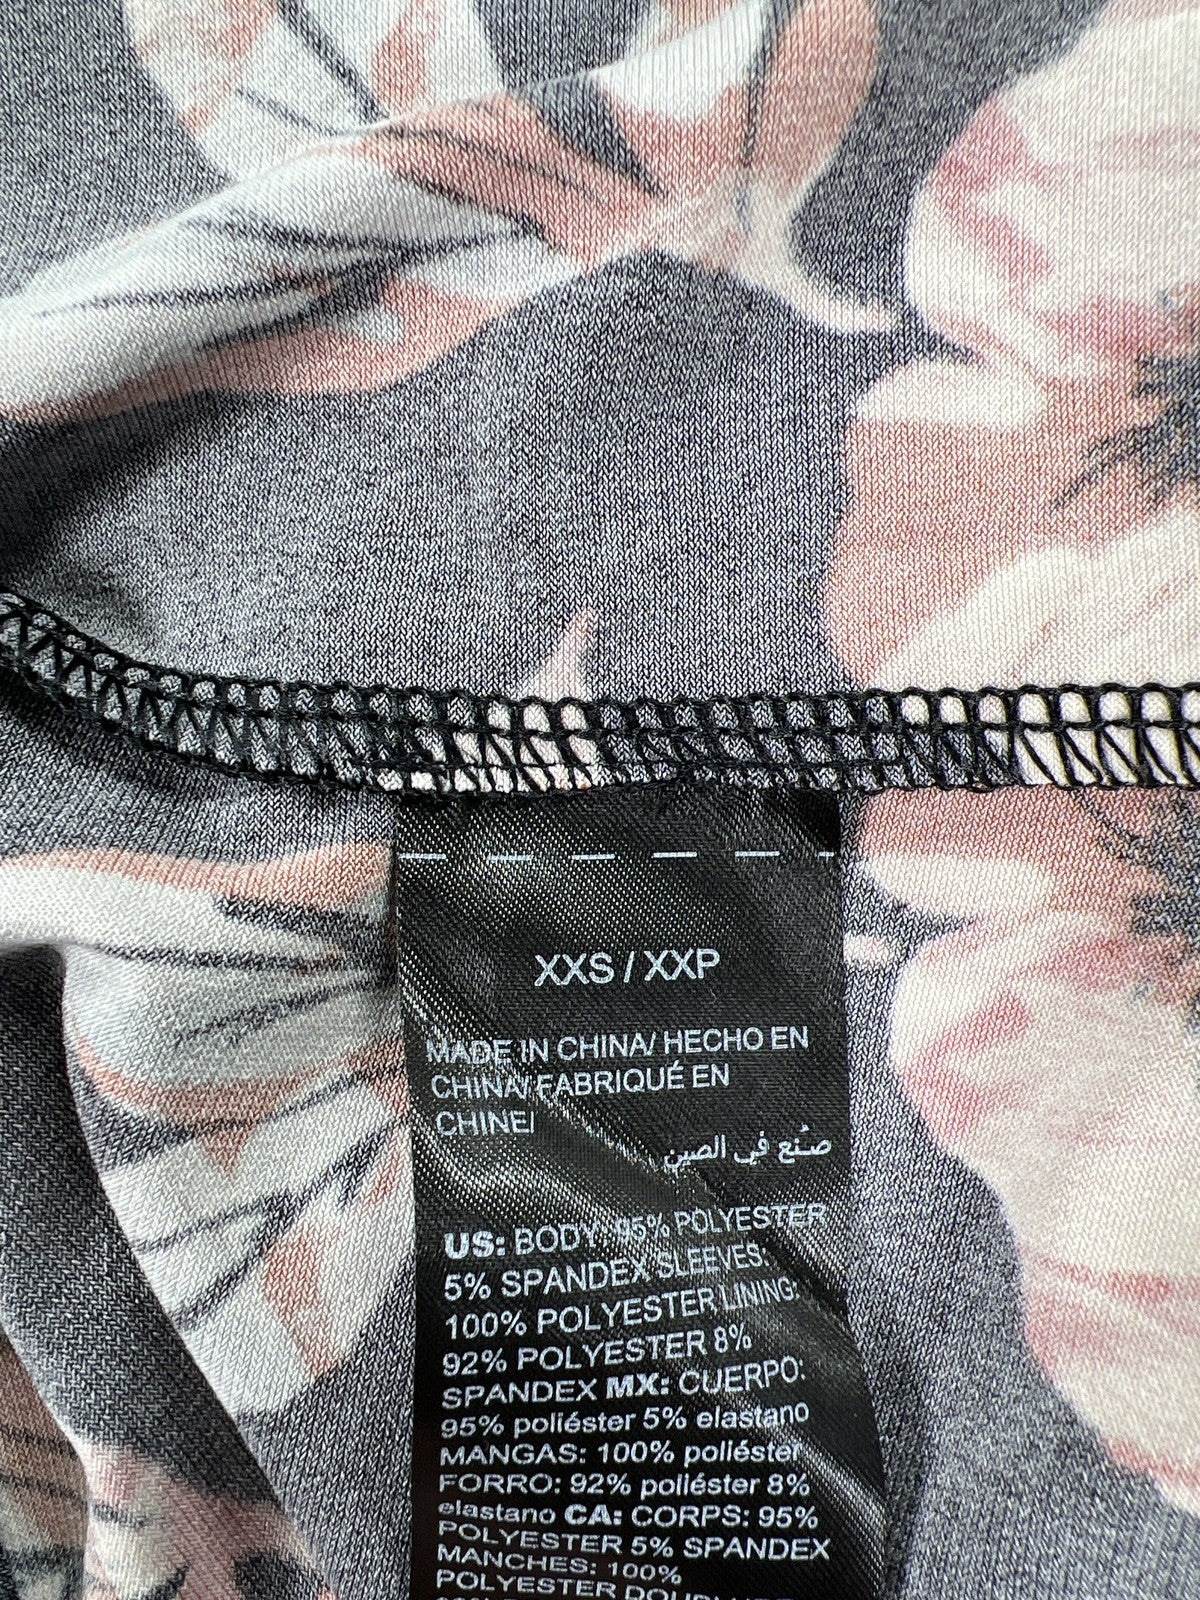 XXS / XXP
MADE IN CHINA/ HECHO EN
CHINA/ FABRIQUÉ EN
CHINE/
صُنع في الصين
US: BODY: 95% POLYESTER
5% SPANDEX SLEEVES:
100% POLYESTER LINING:
92% POLYESTER 8%
SPANDEX MX: CUERPO:
95% poliéster 5% elastano
MANGAS: 100% poliéster
FORRO: 92% poliéster 8%
elastano CA: CORPS: 95%
POLYESTER 5% SPANDEX
MANCHES: 100%
POLYESTER